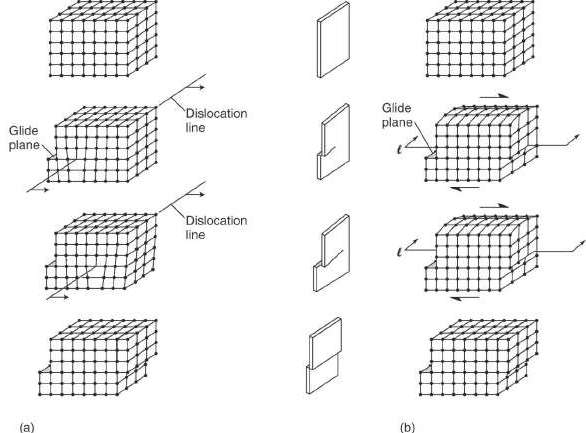 Dislocation
line
Glide
plane
Dislocation
line
(a)
Glide
plane
ℓ
ℓ
(b)